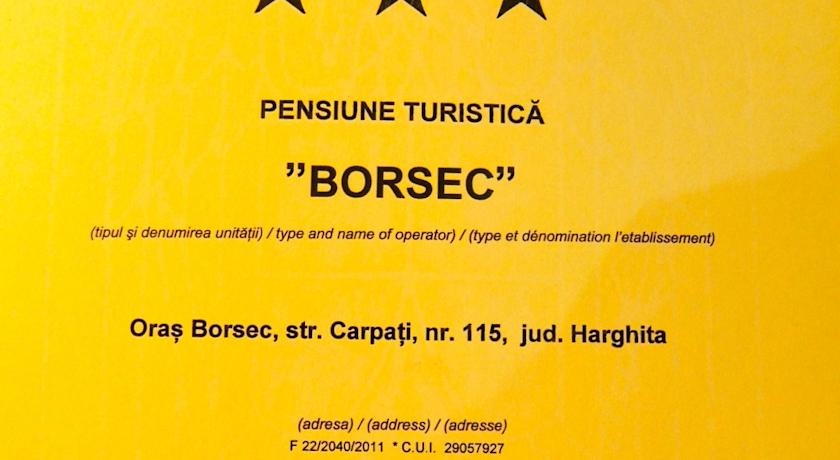 PENSIUNE TURISTICĂ
”BORSEC”
(tipul şi denumirea unității) / type and name of operator) / (type et dénomination l'etablissement)
Oraș Borsec, str. Carpați, nr. 115, jud. Harghita
(adresa) / (address) / (adresse)
F 22/2040/2011 * C.U.I. 29057927